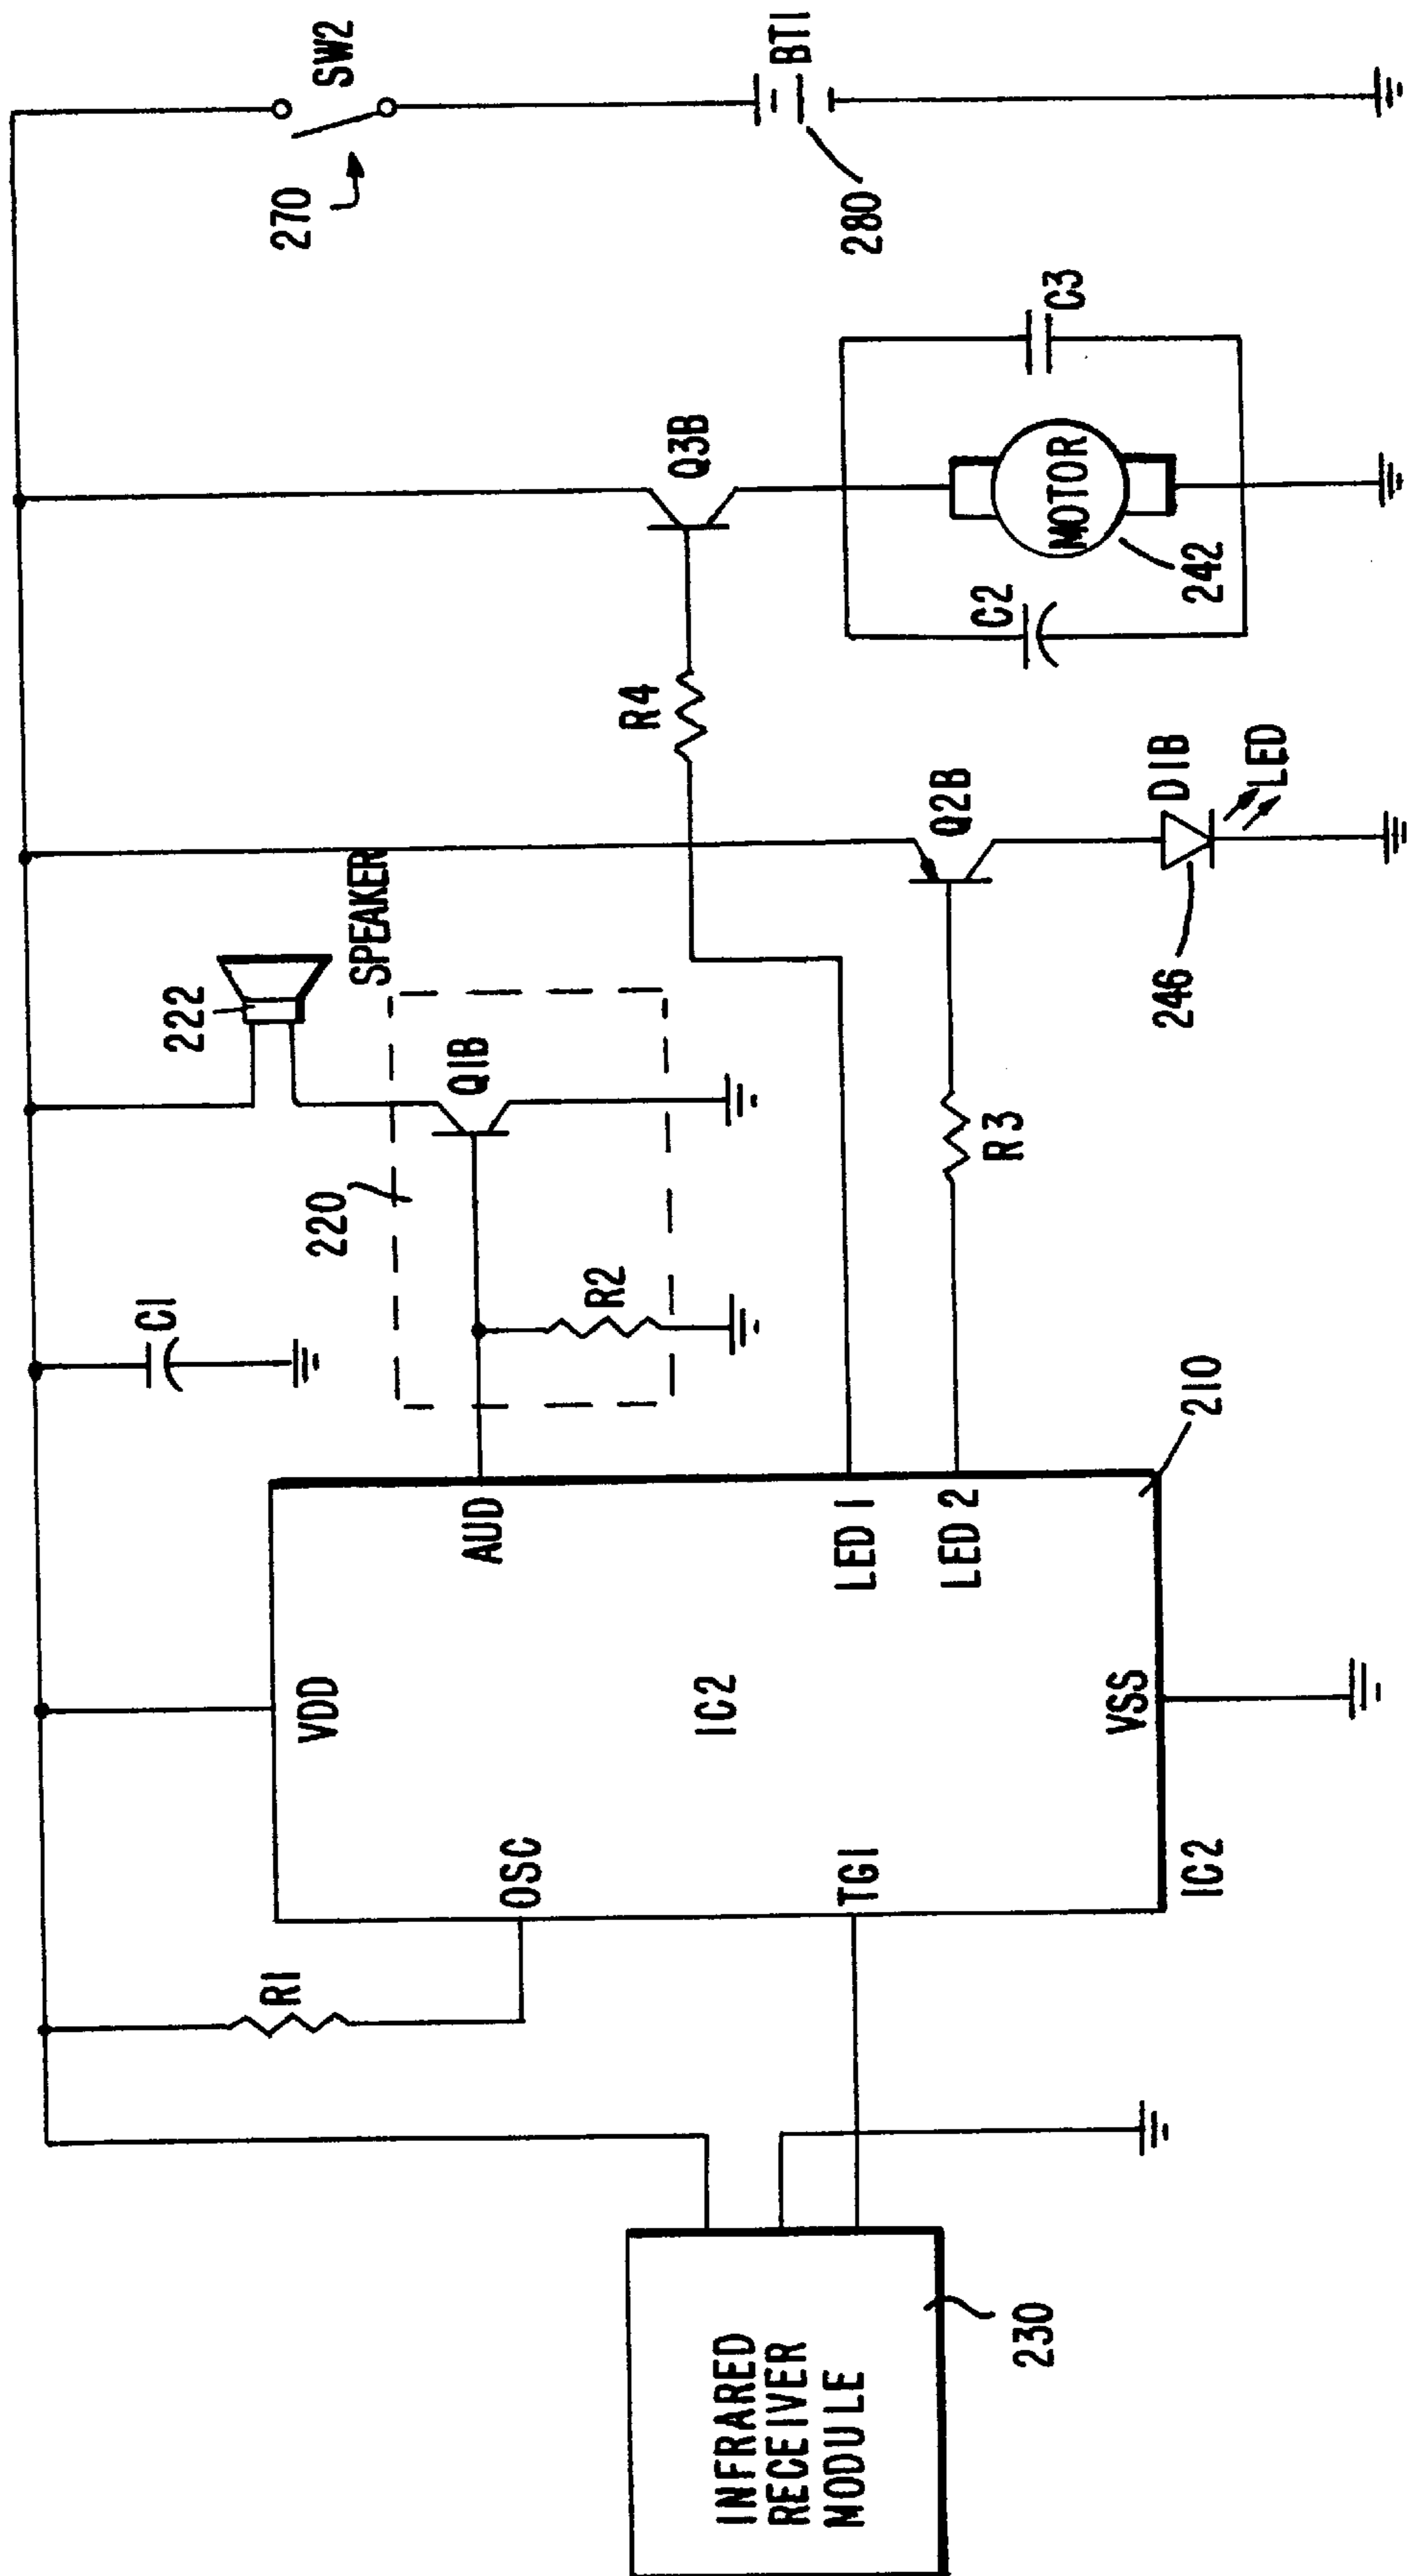 INFRARED
RECEIVER
MODULE
230
R1
OSC
TG1
VDD
IC2
VSS
IC2
AUD
LED 1
LED 2
210
C1
R2
220
Q1B
222
SPEAKER
R3
R4
Q2B
D1B
LED
246
Q3B
C2
MOTOR
242
C3
270
SW2
280
BT1